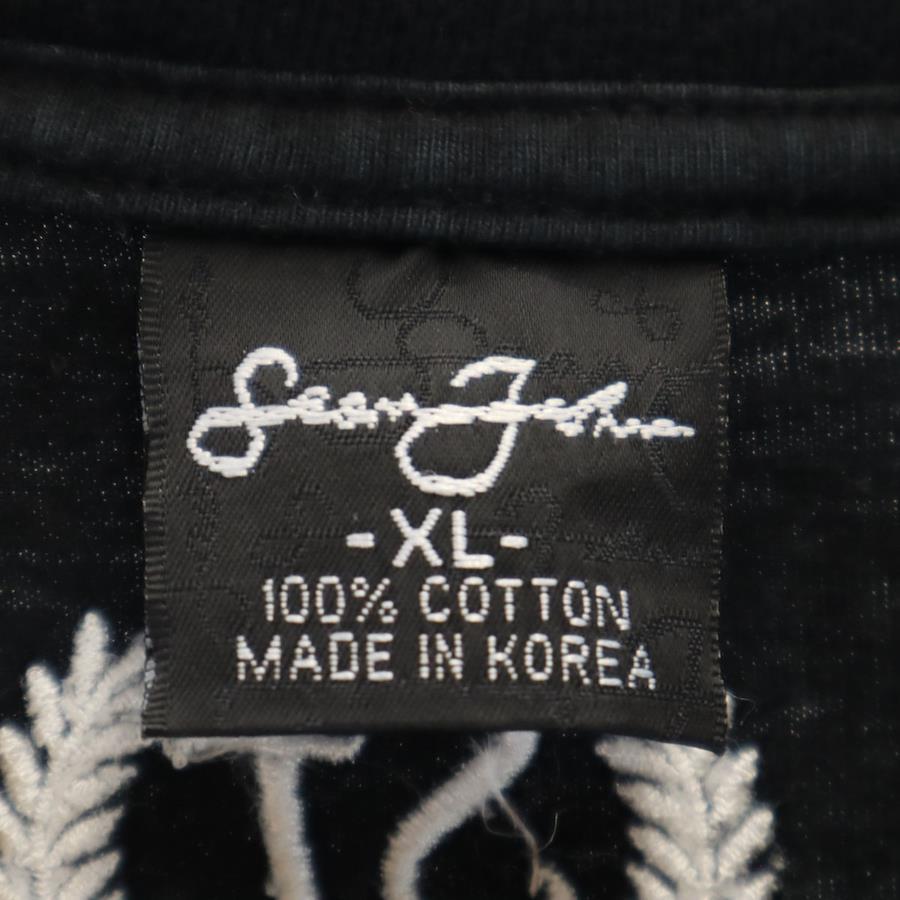 Sean John
-XL-
100% COTTON
MADE IN KOREA